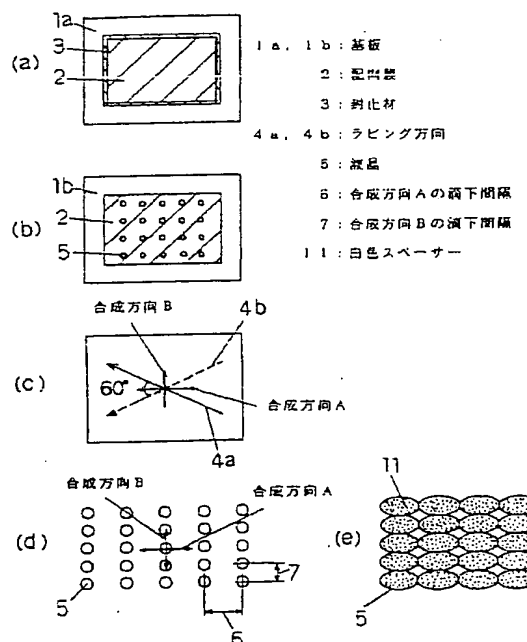 (a)
1a
3
2
1a, 1b：基板
2：配向膜
3：封止材
4a, 4b：ラビング方向
5：液晶
6：合成方向Aの滴下間隔
7：合成方向Bの滴下間隔
11：白色スペーサー
(b)
1b
2
5
(c)
合成方向B
4b
60°
合成方向A
4a
(d)
合成方向B
合成方向A
5
7
6
(e)
11
5